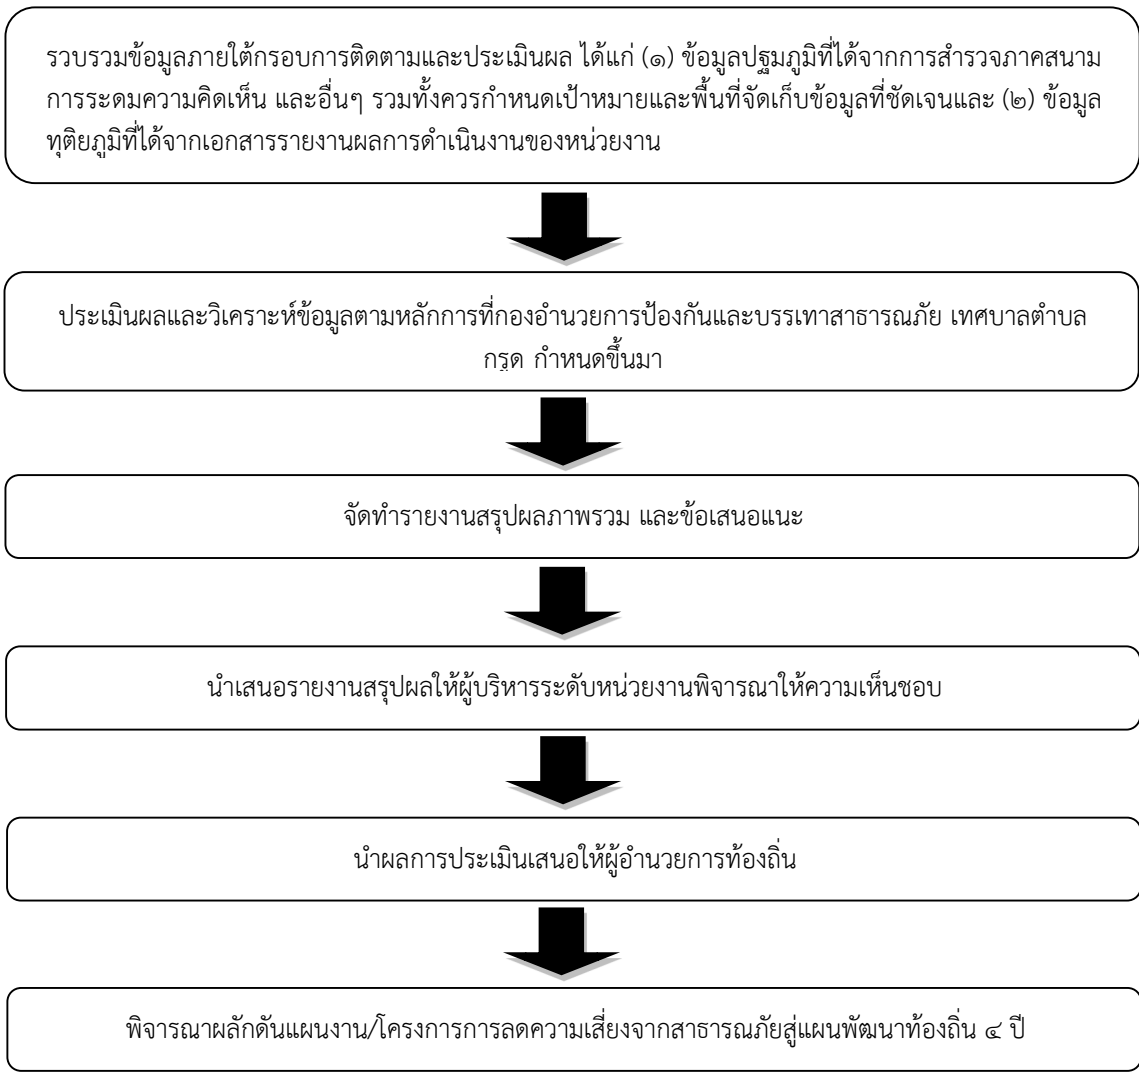 รวบรวมข้อมูลภายใต้กรอบการติดตามและประเมินผล ได้แก่ (๑) ข้อมูลปฐมภูมิที่ได้จากการสำรวจภาคสนาม
การระดมความคิดเห็น และอื่นๆ รวมทั้งควรกำหนดเป้าหมายและพื้นที่จัดเก็บข้อมูลที่ชัดเจนและ (๒) ข้อมูล
ทุติยภูมิที่ได้จากเอกสารรายงานผลการดำเนินงานของหน่วยงาน
ประเมินผลและวิเคราะห์ข้อมูลตามหลักการที่กองอำนวยการป้องกันและบรรเทาสาธารณภัย เทศบาลตำบล
กรูด กำหนดขึ้นมา
จัดทำรายงานสรุปผลภาพรวม และข้อเสนอแนะ
นำเสนอรายงานสรุปผลให้ผู้บริหารระดับหน่วยงานพิจารณาให้ความเห็นชอบ
นำผลการประเมินเสนอให้ผู้อำนวยการท้องถิ่น
พิจารณาผลักดันแผนงาน/โครงการการลดความเสี่ยงจากสาธารณภัยสู่แผนพัฒนาท้องถิ่น ๔ ปี